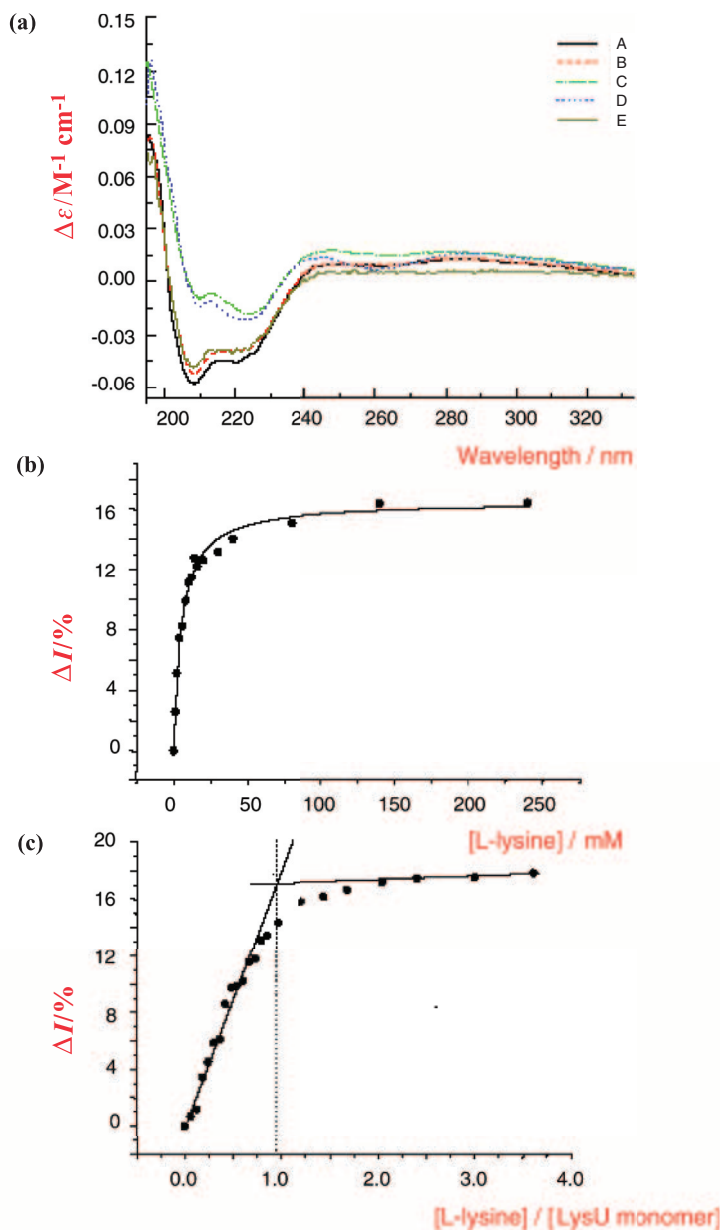 (a)
0.15
0.12
0.09
0.06
0.03
0.00
-0.03
-0.06
Δε/M-1 cm-1
A
B
C
D
E
200 220 240 260 280 300 320
Wavelength / nm
(b)
16
12
8
4
0
ΔI/%
0 50 100 150 200 250
[L-lysine] / mM
(c)
20
16
12
8
4
0
ΔI/%
0.0 1.0 2.0 3.0 4.0
[L-lysine] / [LysU monomer]